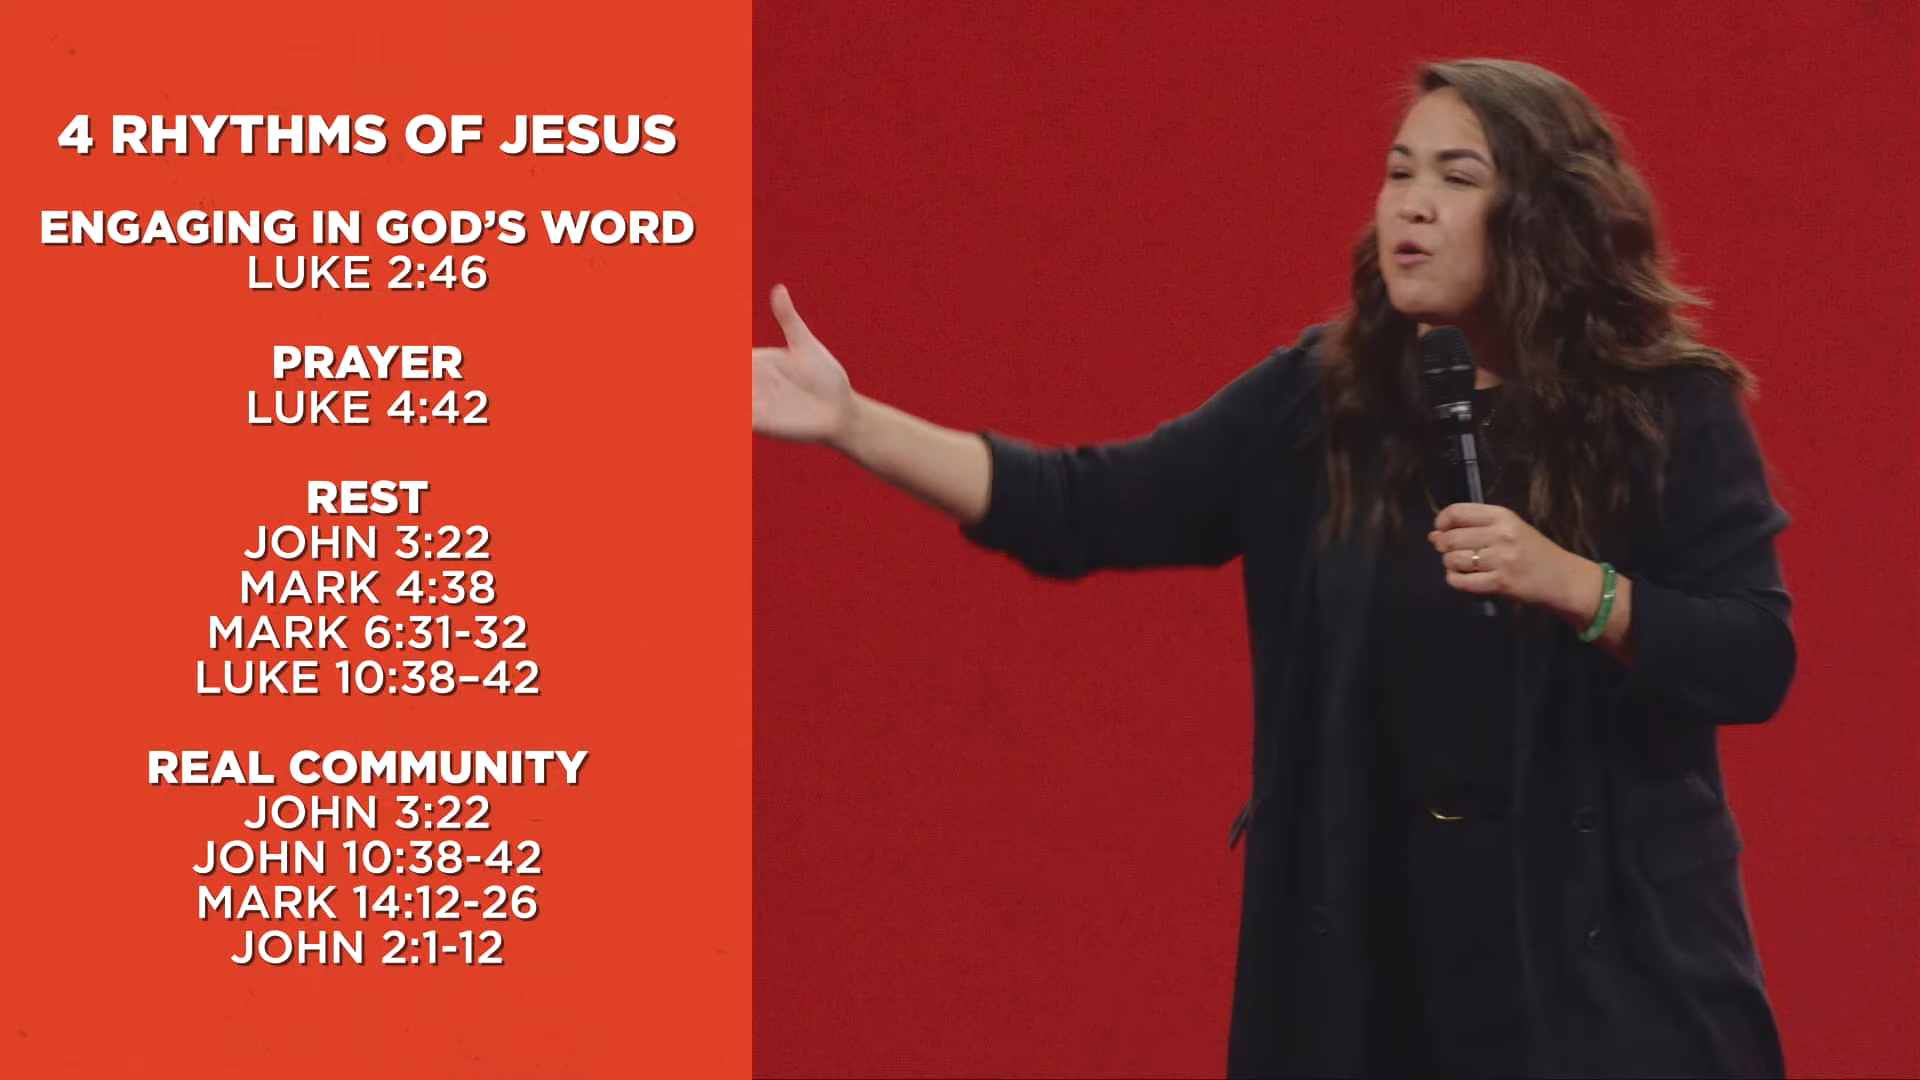 4 RHYTHMS OF JESUS
ENGAGING IN GOD’S WORD
LUKE 2:46
PRAYER
LUKE 4:42
REST
JOHN 3:22
MARK 4:38
MARK 6:31-32
LUKE 10:38–42
REAL COMMUNITY
JOHN 3:22
JOHN 10:38-42
MARK 14:12-26
JOHN 2:1-12